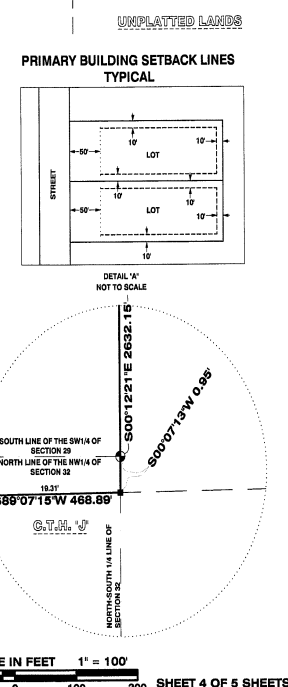 UNPLATTED LANDS
PRIMARY BUILDING SETBACK LINES
TYPICAL
STREET
50'
10'
LOT
10'
10'
10'
50'
LOT
10'
10'
DETAIL "A"
NOT TO SCALE
S00°12'21"E 2632.15'
S00°07'13"W 0.95'
SOUTH LINE OF THE SW1/4 OF
SECTION 29
NORTH LINE OF THE NW1/4 OF
SECTION 32
19.31'
S89°07'15"W 468.89'
C.T.H. 'J'
NORTH-SOUTH 1/4 LINE OF
SECTION 32
IN FEET 1" = 100'
0 100 200
SHEET 4 OF 5 SHEETS